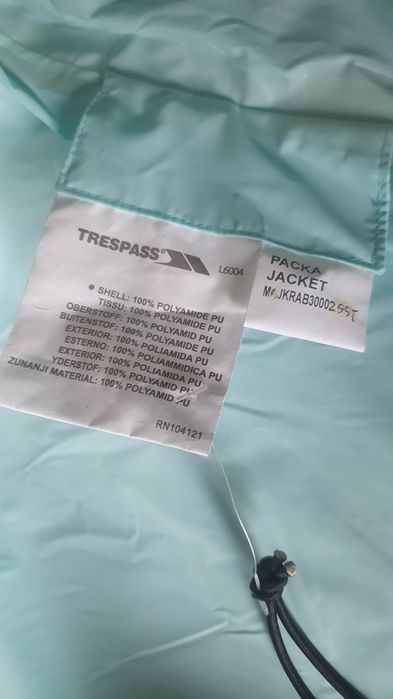 TRESPASS®
L6004
• SHELL: 100% POLYAMIDE PU
TISSU: 100% POLYAMIDE PU
OBERSTOFF: 100% POLYAMID PU
BUITENSTOF: 100% POLYAMIDE PU
EXTERIOR: 100% POLIAMIDA PU
ESTERNO: 100% POLIAMMIDICA PU
EXTERIOR: 100% POLIAMIDA PU
YDERSTOF: 100% POLYAMID PU
ZUNANJI MATERIAL: 100% POLYAMID PU
RN104121
PACKA
JACKET